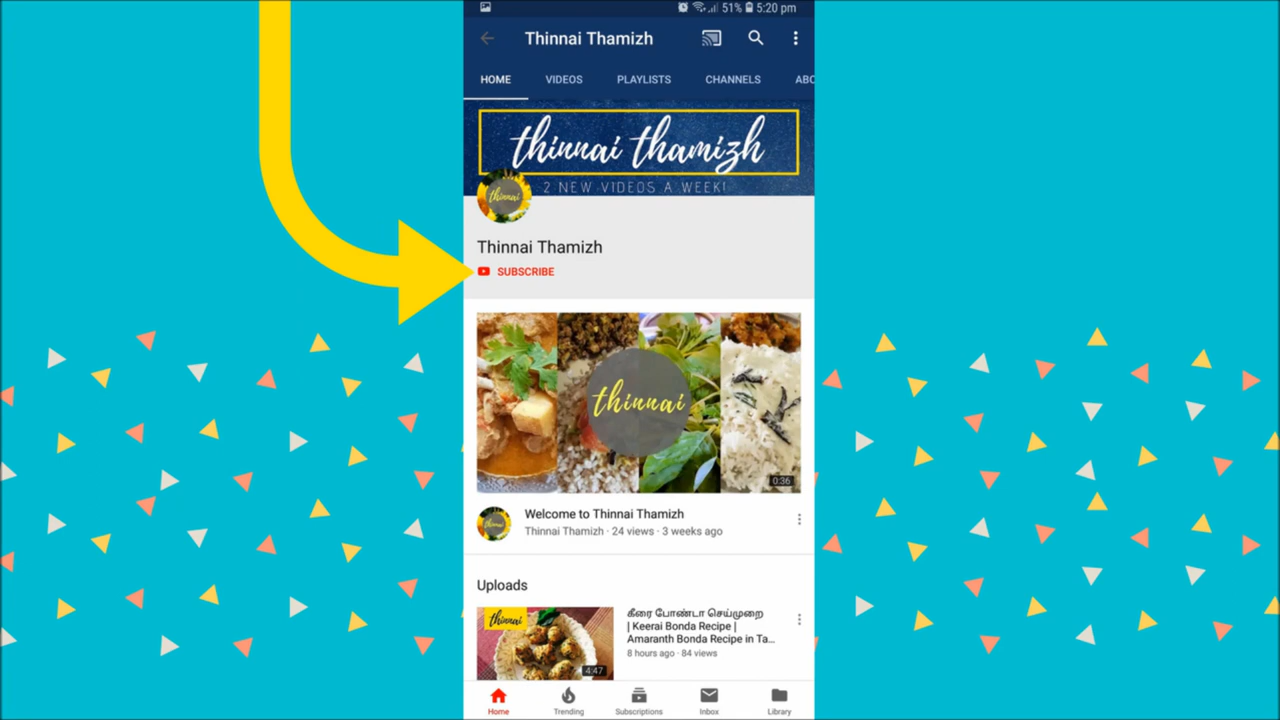 51% 5:20 pm
Thinnai Thamizh
HOME VIDEOS PLAYLISTS CHANNELS ABO
thinnai thamizh
2 NEW VIDEOS A WEEK!
thinnai
Thinnai Thamizh
SUBSCRIBE
thinnai
0:36
thinnai
Welcome to Thinnai Thamizh
Thinnai Thamizh · 24 views · 3 weeks ago
Uploads
thinnai
4:47
கீரை போண்டா செய்முறை
| Keerai Bonda Recipe |
Amaranth Bonda Recipe in Ta...
8 hours ago · 84 views
Home Trending Subscriptions Inbox Library